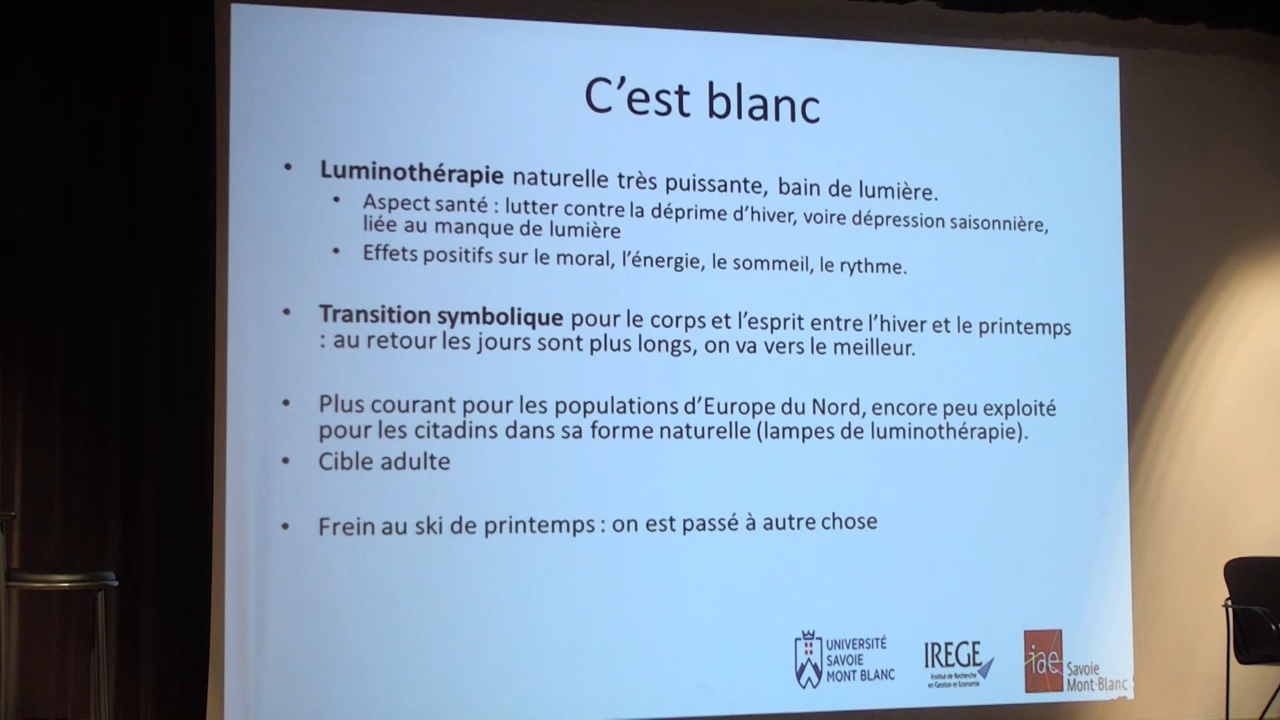 C'est blanc
• Luminothérapie naturelle très puissante, bain de lumière.
• Aspect santé : lutter contre la déprime d'hiver, voire dépression saisonnière,
liée au manque de lumière
• Effets positifs sur le moral, l'énergie, le sommeil, le rythme.
• Transition symbolique pour le corps et l'esprit entre l'hiver et le printemps
: au retour les jours sont plus longs, on va vers le meilleur.
• Plus courant pour les populations d'Europe du Nord, encore peu exploité
pour les citadins dans sa forme naturelle (lampes de luminothérapie).
• Cible adulte
• Frein au ski de printemps : on est passé à autre chose
UNIVERSITÉ
SAVOIE
MONT BLANC
IREGE
Institut de Recherche
en Gestion et Economie
iae
Savoie
Mont-Blanc